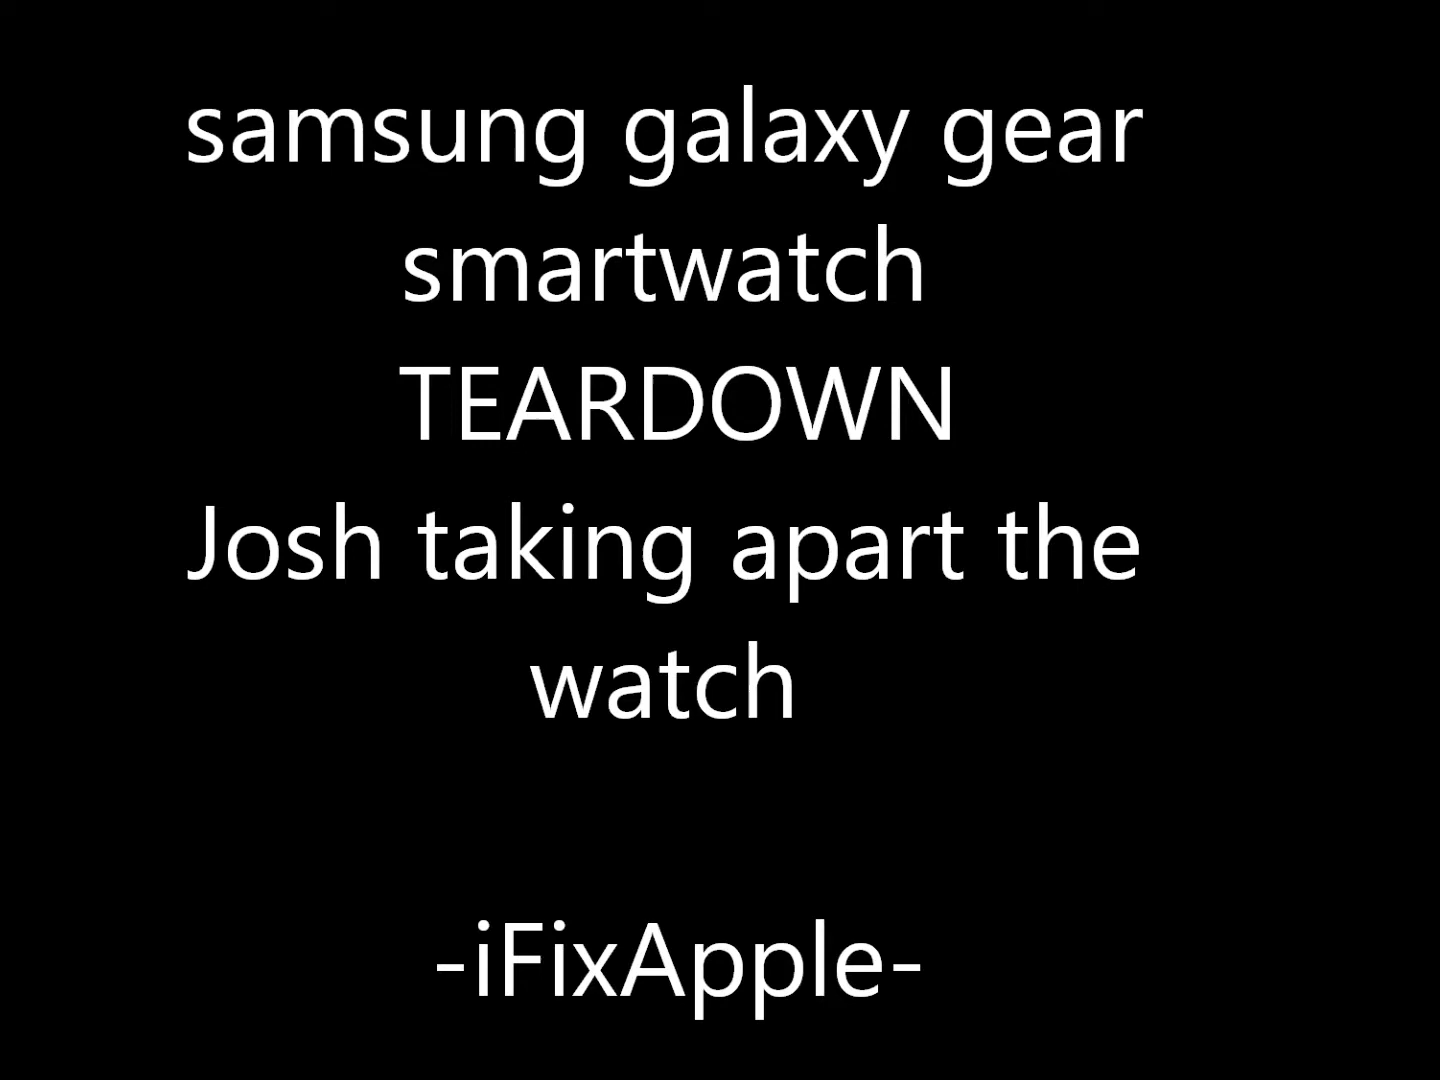 samsung galaxy gear
smartwatch
TEARDOWN
Josh taking apart the
watch
-iFixApple-